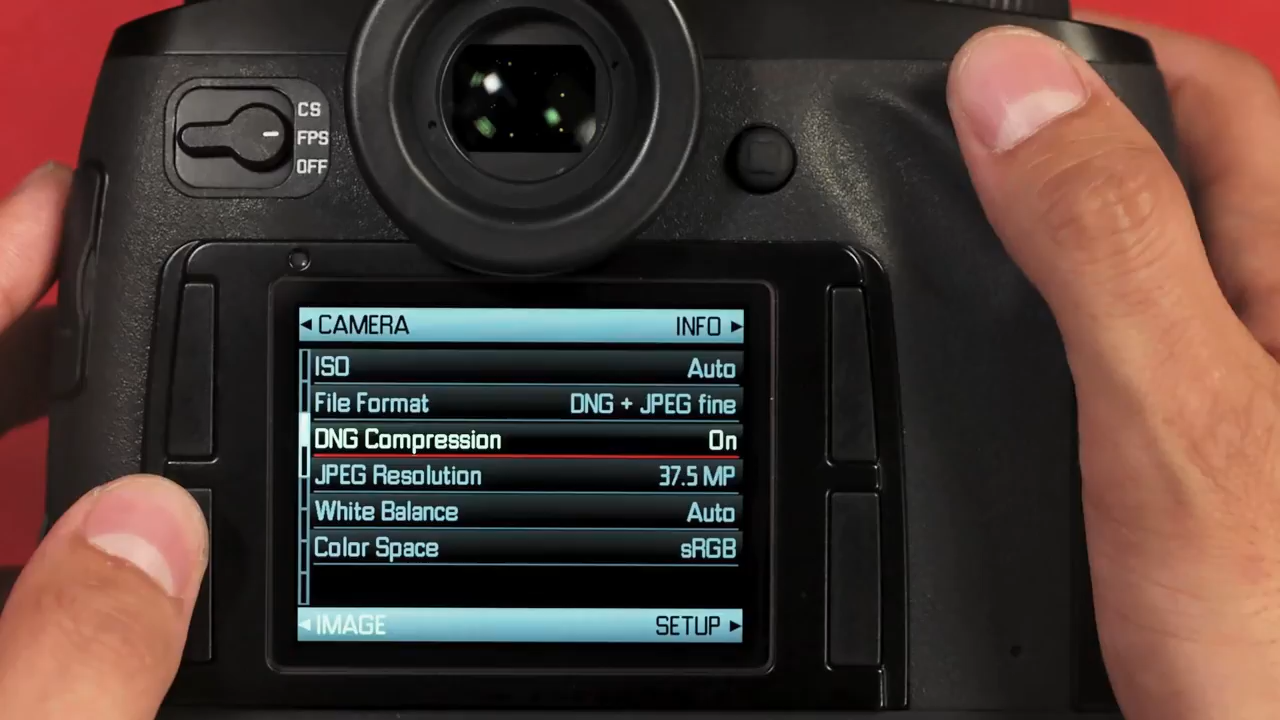 CS
FPS
OFF
◂ CAMERA INFO ▸
ISO Auto
File Format DNG + JPEG fine
DNG Compression On
JPEG Resolution 37.5 MP
White Balance Auto
Color Space sRGB
◂ IMAGE SETUP ▸